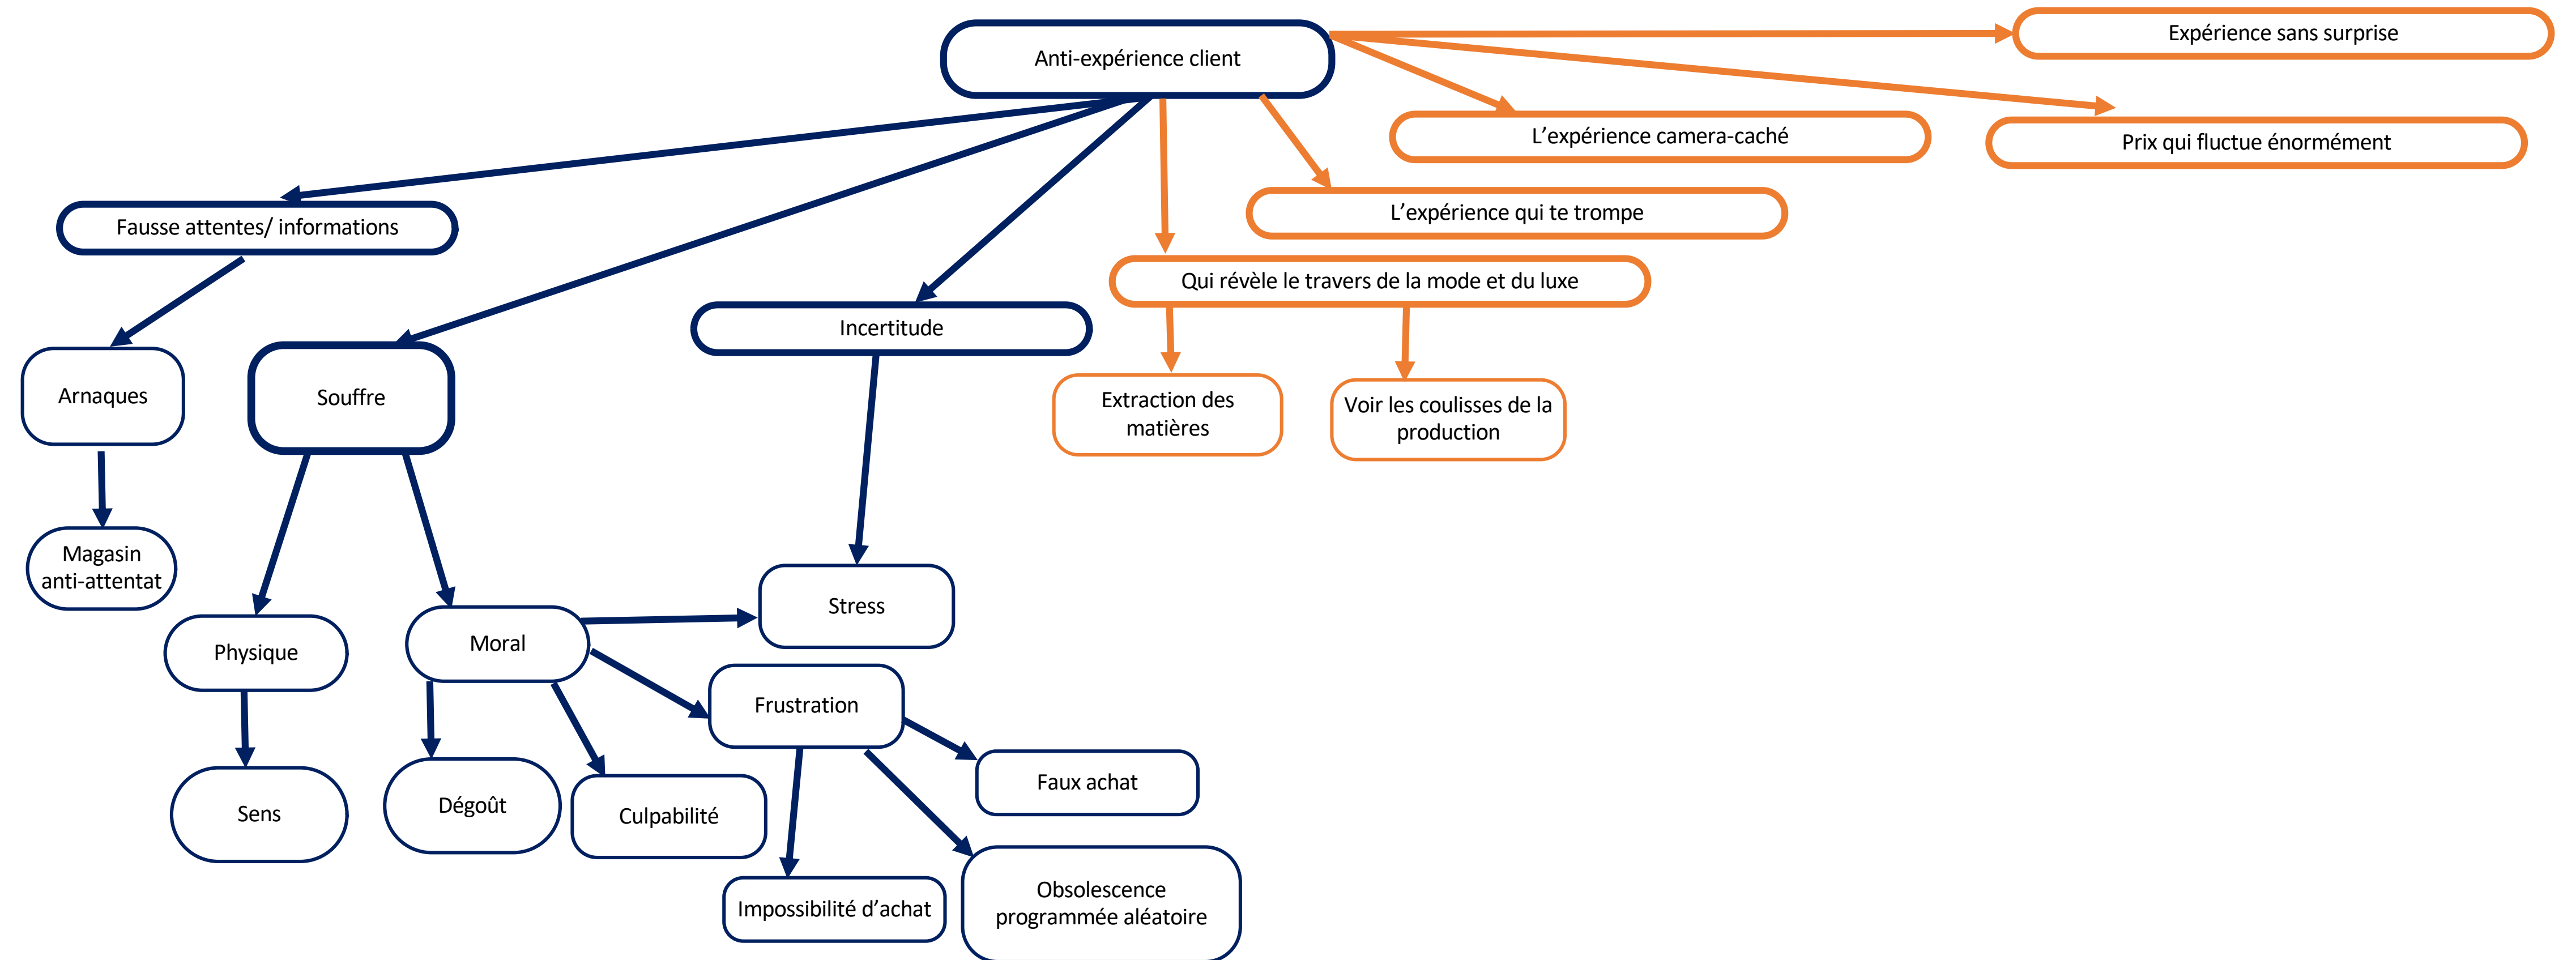 Anti-expérience client
Expérience sans surprise
L’expérience camera-caché
Prix qui fluctue énormément
L’expérience qui te trompe
Fausse attentes/ informations
Qui révèle le travers de la mode et du luxe
Incertitude
Arnaques
Souffre
Extraction des
matières
Voir les coulisses de la
production
Magasin
anti-attentat
Stress
Physique
Moral
Frustration
Faux achat
Sens
Dégoût
Culpabilité
Impossibilité d’achat
Obsolescence
programmée aléatoire